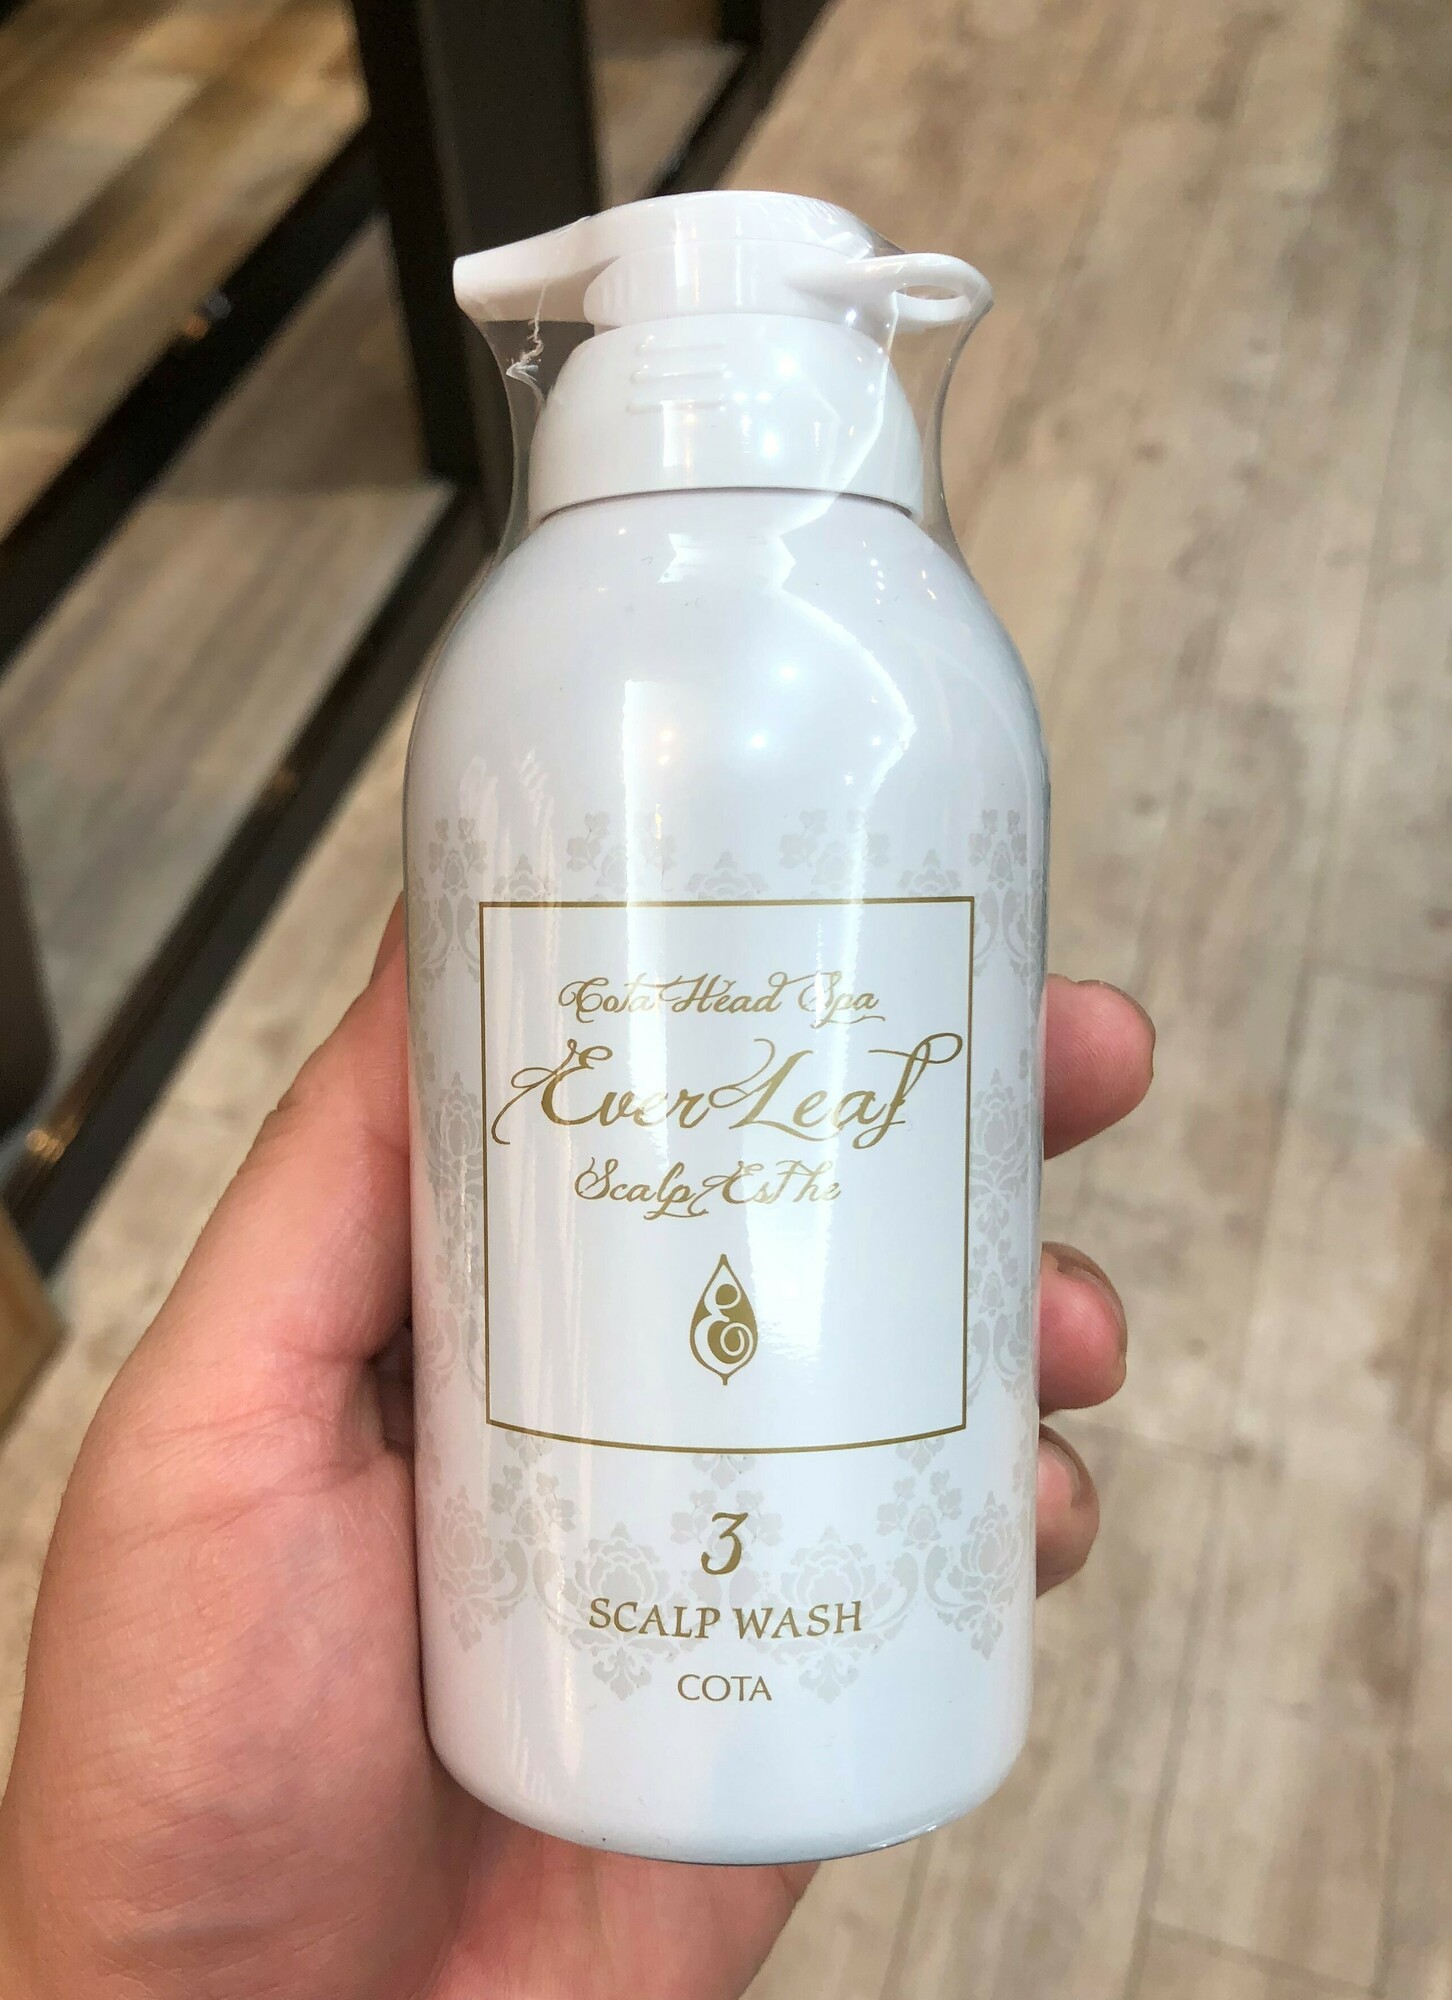 Cota Head Spa
Ever Leaf
Scalp Esthe
E
3
SCALP WASH
COTA